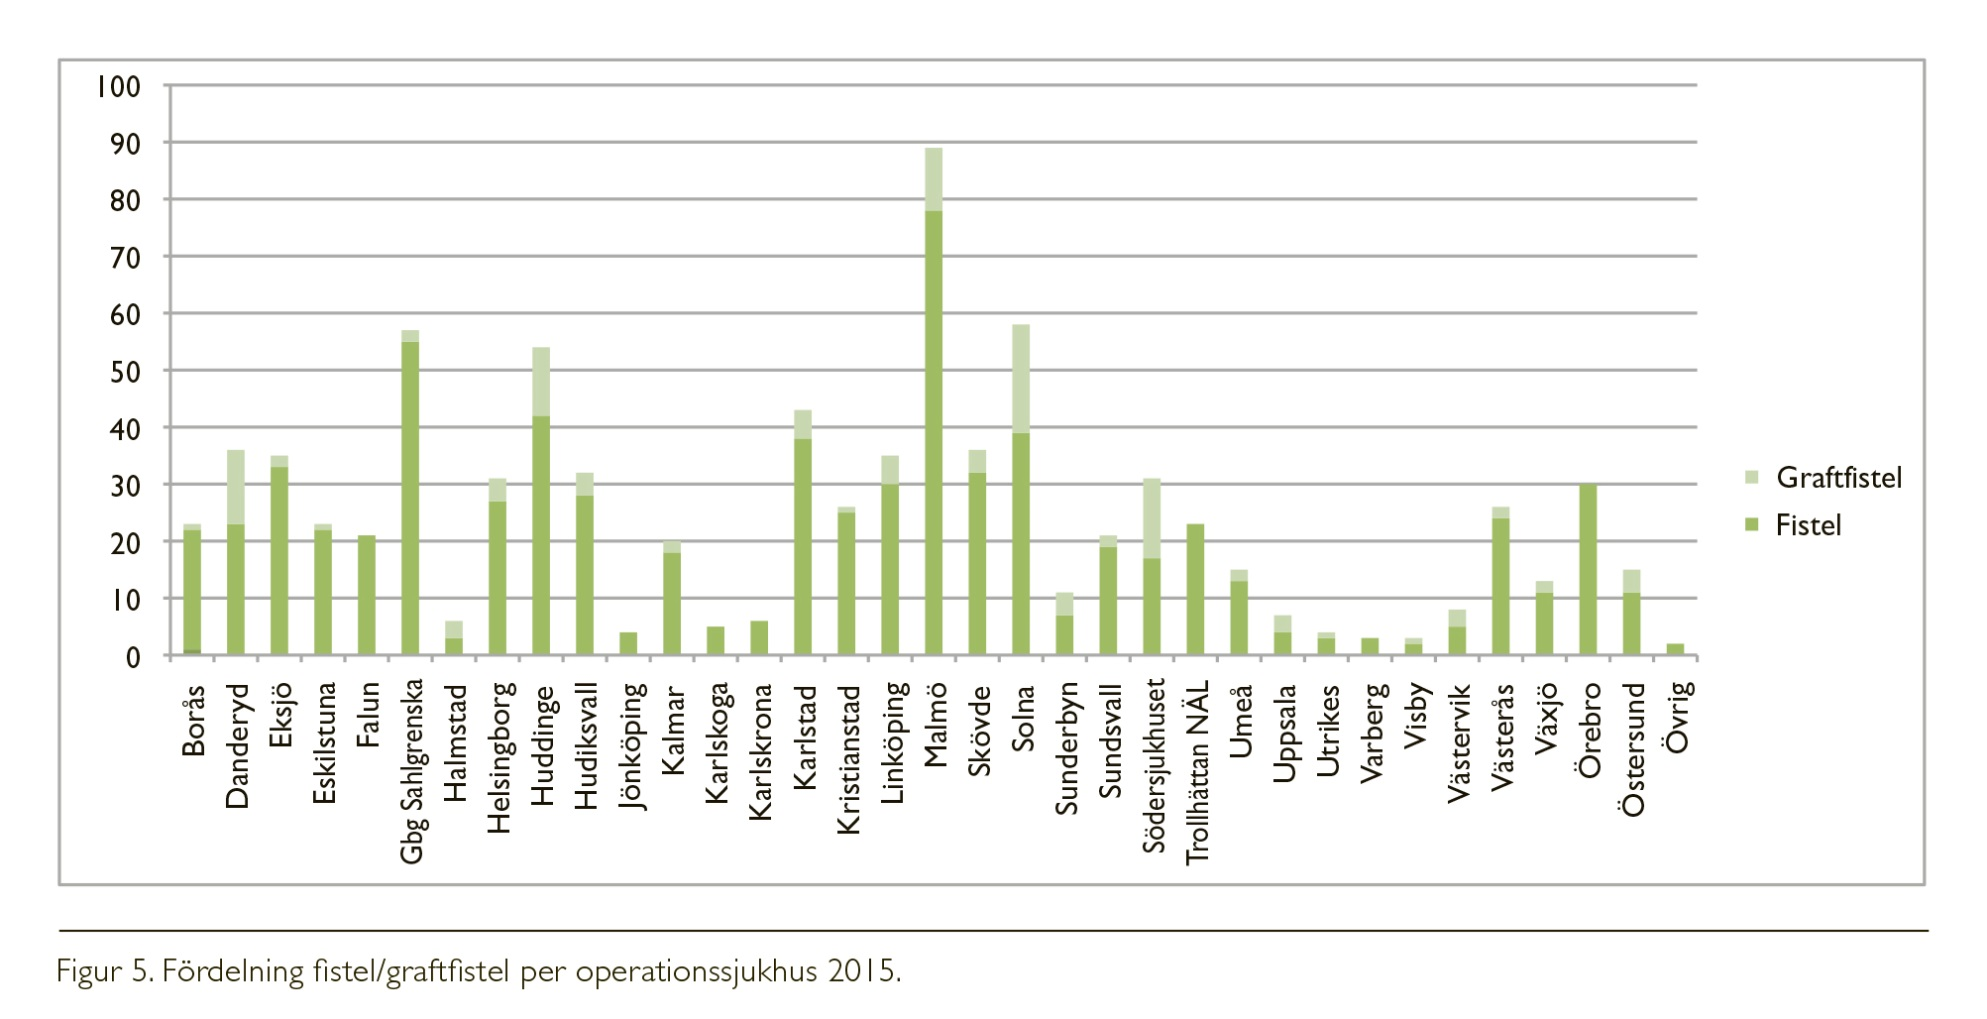 100
90
80
70
60
50
40
30
20
10
0
Graftfistel
Fistel
Borås
Danderyd
Eksjö
Eskilstuna
Falun
Gbg Sahlgrenska
Halmstad
Helsingborg
Huddinge
Hudiksvall
Jönköping
Kalmar
Karlskoga
Karlskrona
Karlstad
Kristianstad
Linköping
Malmö
Skövde
Solna
Sunderbyn
Sundsvall
Södersjukhuset
Trollhättan NÄL
Umeå
Uppsala
Utrikes
Varberg
Visby
Västervik
Västerås
Växjö
Örebro
Östersund
Övrig
Figur 5. Fördelning fistel/graftfistel per operationssjukhus 2015.